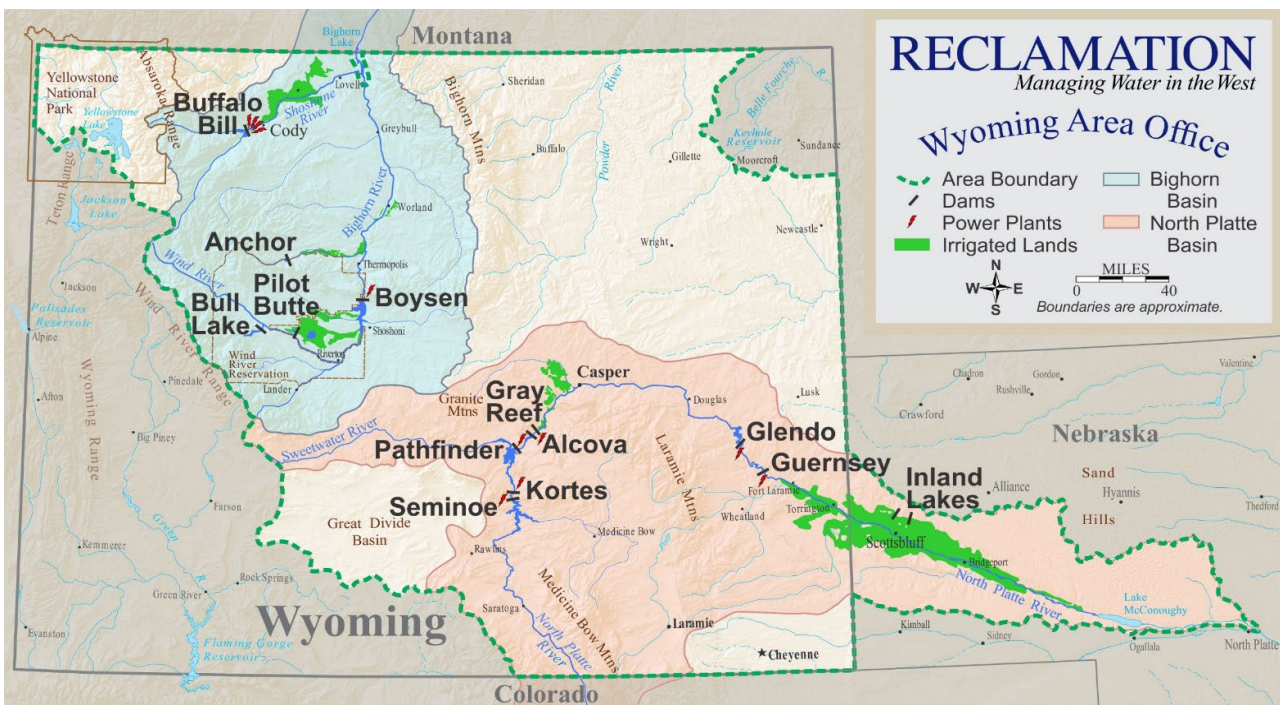 Montana
Bighorn
Lake
Yellowstone
National
Park
Absaroka Range
Yellowstone
Lake
Buffalo
Bill
Cody
Shoshone
River
Lovell
Greybull
Bighorn Mtns
Sheridan
Powder
River
Buffalo
Gillette
Belle Fourche
R.
Keyhole
Reservoir
Moorcroft
Sundance
Teton Range
Jackson
Lake
Bighorn River
Worland
Anchor
Thermopolis
Wright
Newcastle
Wind River
Pilot
Butte
Bull
Lake
Boysen
Shoshoni
Riverton
Wind
River
Reservation
Lander
Jackson
Palisades
Reservoir
Alpine
Wind River Range
Wyoming Range
Afton
Pinedale
Big Piney
Farson
Green
R.
Kemmerer
Rock Springs
Green River
Evanston
Flaming Gorge
Reservoir
Wyoming
Granite
Mtns
Gray
Reef
Casper
Douglas
Lusk
Sweetwater River
Pathfinder
Alcova
Seminoe
Kortes
Great Divide
Basin
Rawlins
Medicine Bow
Laramie Mtns
Glendo
Guernsey
Fort Laramie
Wheatland
Torrington
Saratoga
Medicine Bow Mtns
North Platte
River
Laramie
Cheyenne
Colorado
Inland
Lakes
Scottsbluff
Bridgeport
North Platte River
Nebraska
Chadron
Gordon
Rushville
Crawford
Valentine
Alliance
Sand
Hills
Hyannis
Thedford
Kimball
Sidney
Lake
McConoughy
Ogallala
North Platte
RECLAMATION
Managing Water in the West
Wyoming Area Office
Area Boundary
Dams
Power Plants
Irrigated Lands
Bighorn
Basin
North Platte
Basin
N
W E
S
MILES
0 40
Boundaries are approximate.